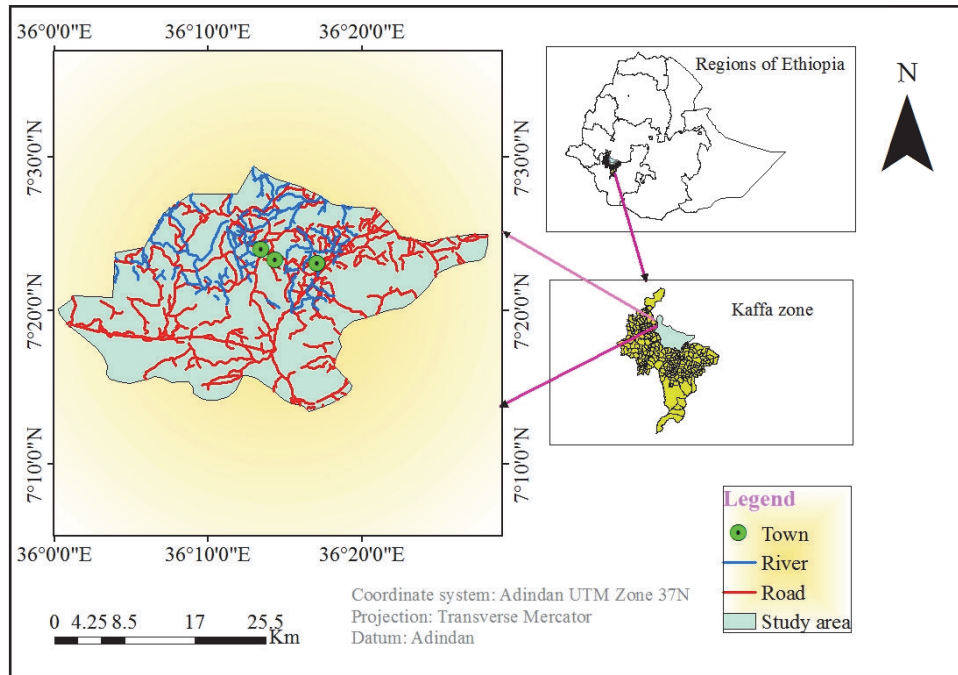 36°0'0"E 36°10'0"E 36°20'0"E
7°30'0"N
7°20'0"N
7°10'0"N
7°30'0"N
7°20'0"N
7°10'0"N
36°0'0"E 36°10'0"E 36°20'0"E
Regions of Ethiopia
N
Kaffa zone
Legend
Town
River
Road
Study area
0 4.25 8.5 17 25.5
Km
Coordinate system: Adindan UTM Zone 37N
Projection: Transverse Mercator
Datum: Adindan